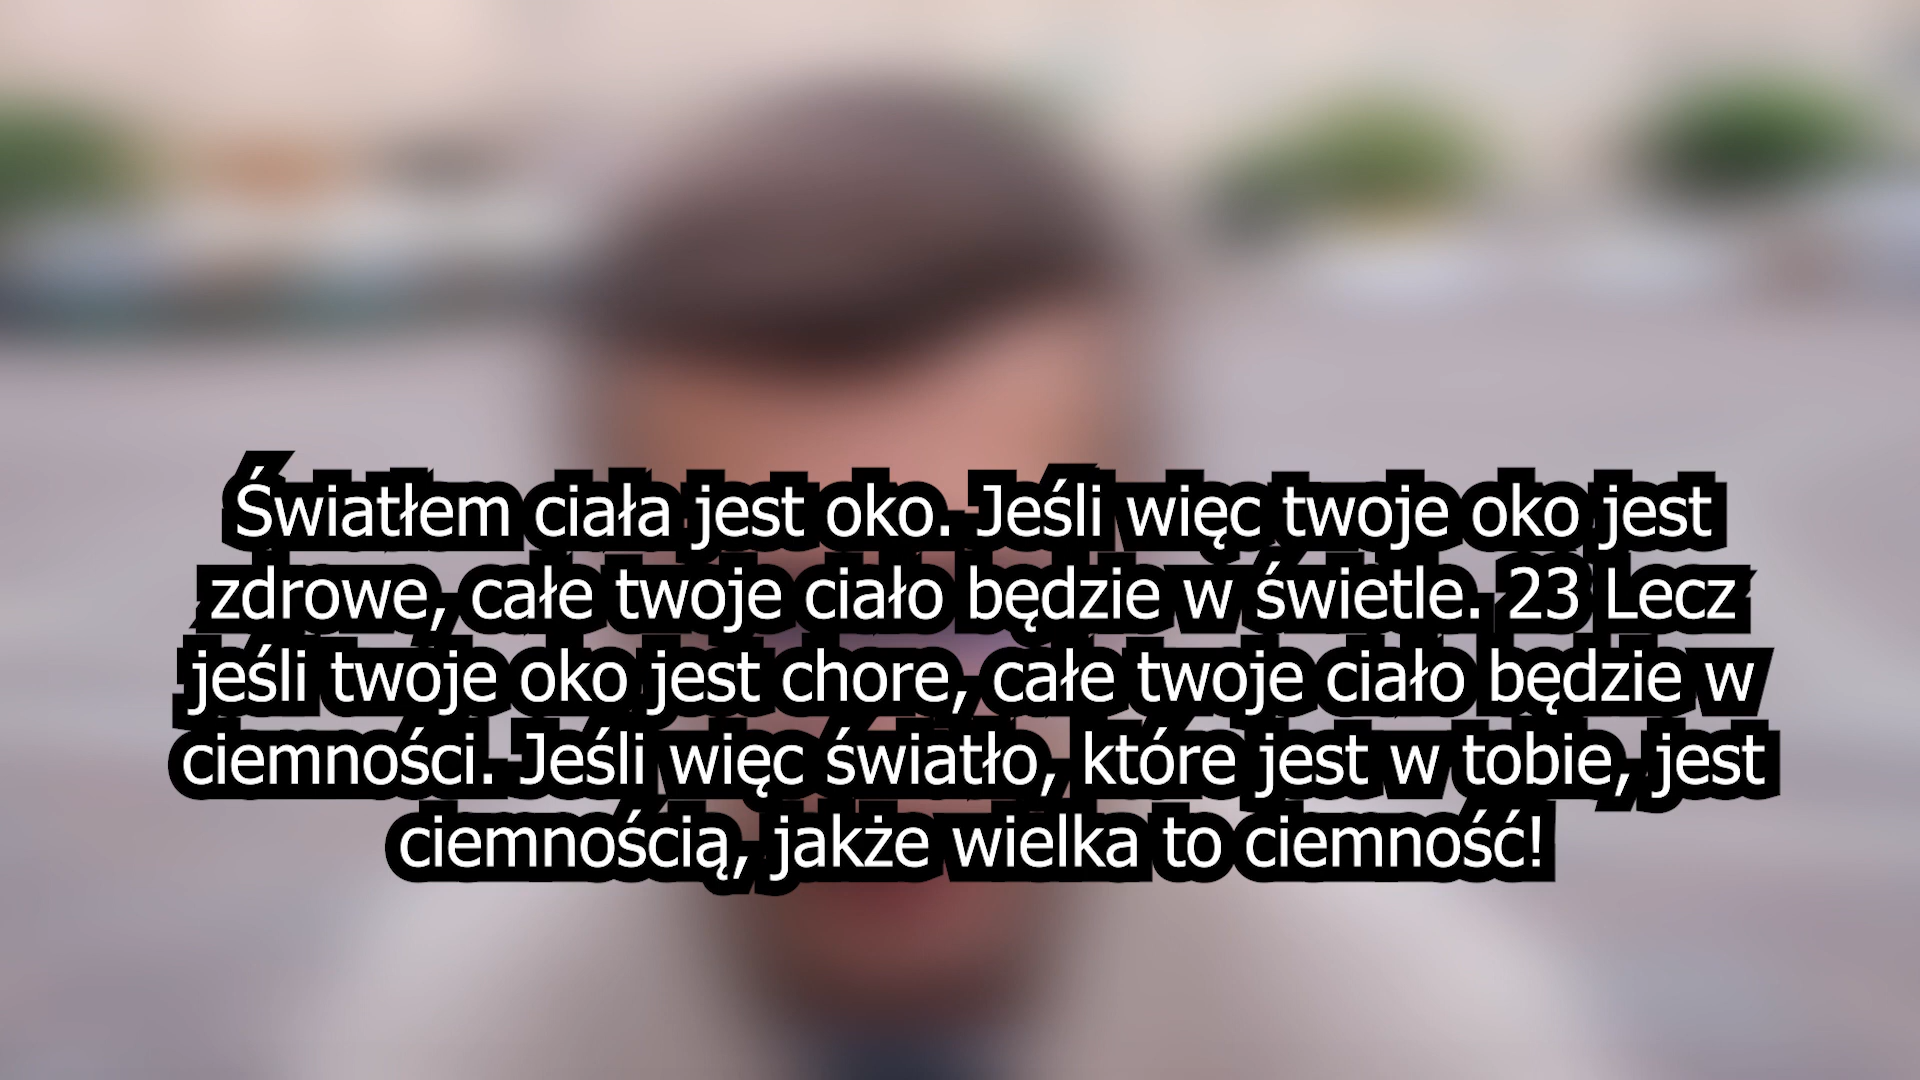 Światłem ciała jest oko. Jeśli więc twoje oko jest
zdrowe, całe twoje ciało będzie w świetle. 23 Lecz
jeśli twoje oko jest chore, całe twoje ciało będzie w
ciemności. Jeśli więc światło, które jest w tobie, jest
ciemnością, jakże wielka to ciemność!